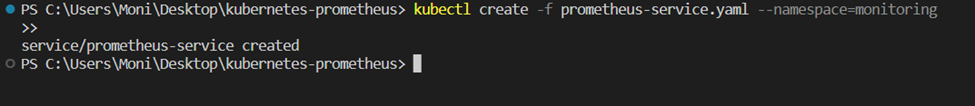 PS C:\Users\Moni\Desktop\kubernetes-prometheus> kubectl create -f prometheus-service.yaml --namespace=monitoring
>>
service/prometheus-service created
PS C:\Users\Moni\Desktop\kubernetes-prometheus>